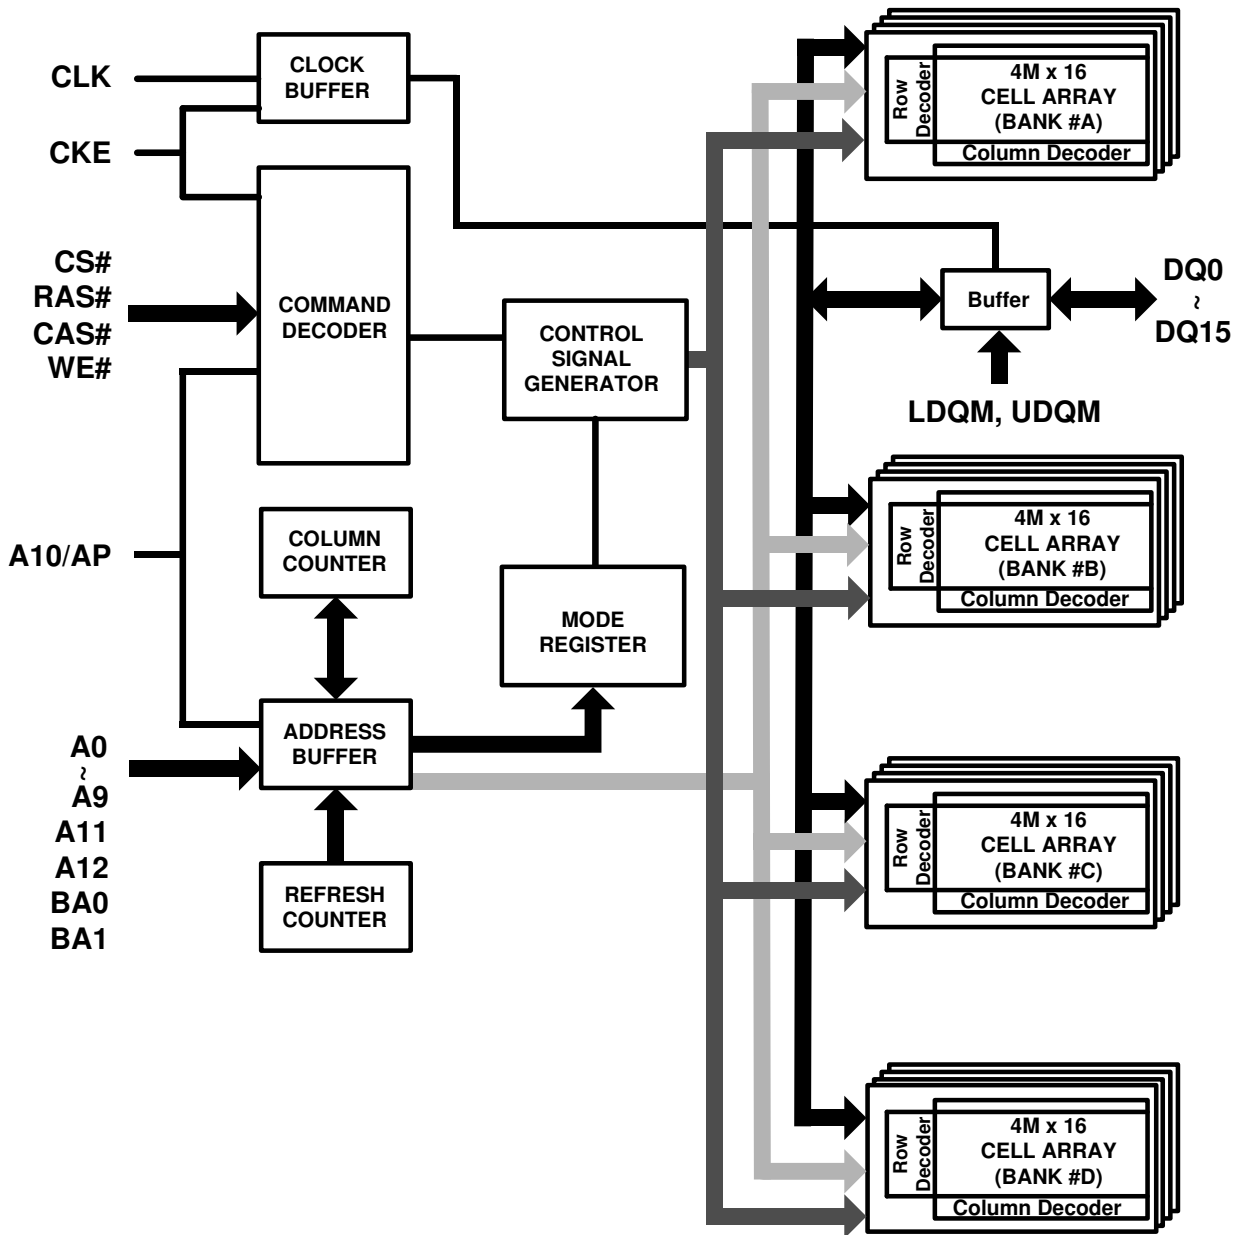 CLK
CKE
CS#
RAS#
CAS#
WE#
A10/AP
A0
~
A9
A11
A12
BA0
BA1
CLOCK
BUFFER
COMMAND
DECODER
COLUMN
COUNTER
ADDRESS
BUFFER
REFRESH
COUNTER
CONTROL
SIGNAL
GENERATOR
MODE
REGISTER
Row
Decoder
4M x 16
CELL ARRAY
(BANK #A)
Column Decoder
Buffer
DQ0
~
DQ15
LDQM, UDQM
Row
Decoder
4M x 16
CELL ARRAY
(BANK #B)
Column Decoder
Row
Decoder
4M x 16
CELL ARRAY
(BANK #C)
Column Decoder
Row
Decoder
4M x 16
CELL ARRAY
(BANK #D)
Column Decoder